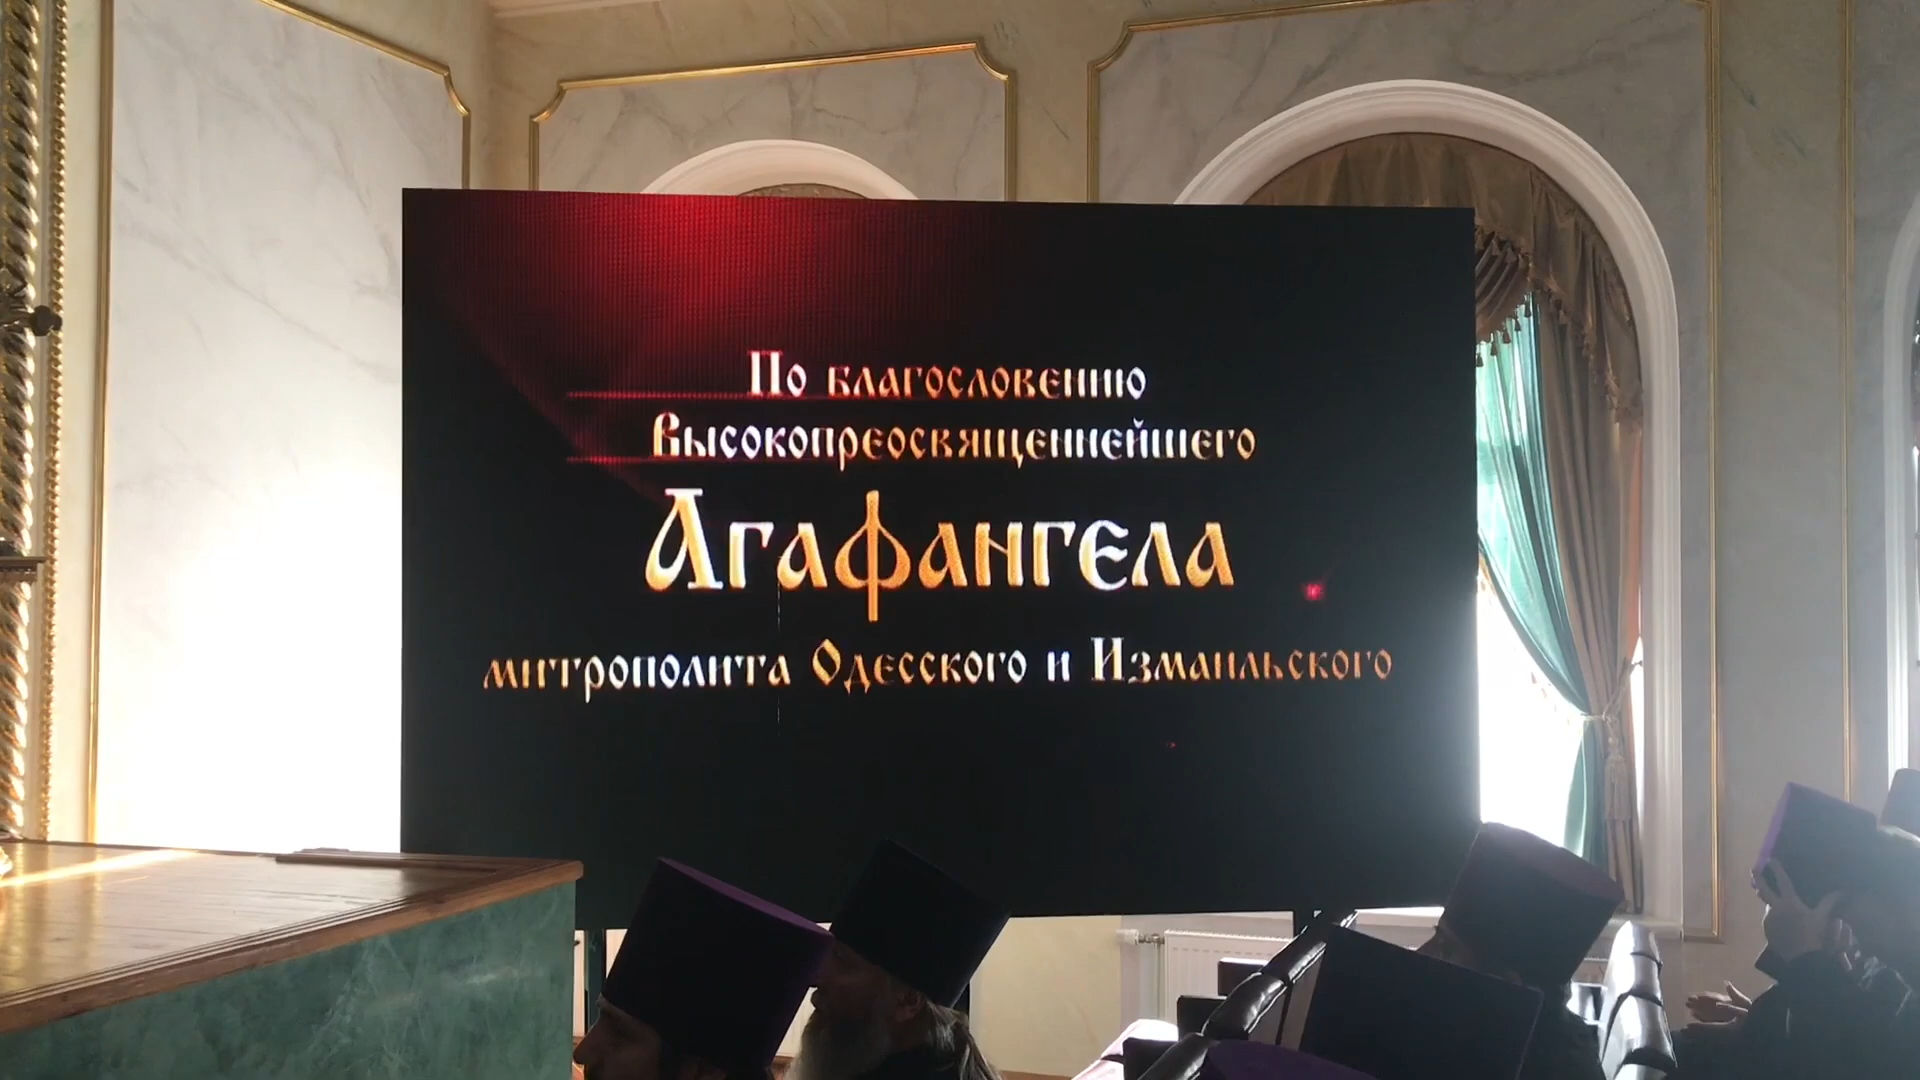 По благословению
Высокопреосвященнейшего
Агафангела
митрополита Одесского и Измаильского